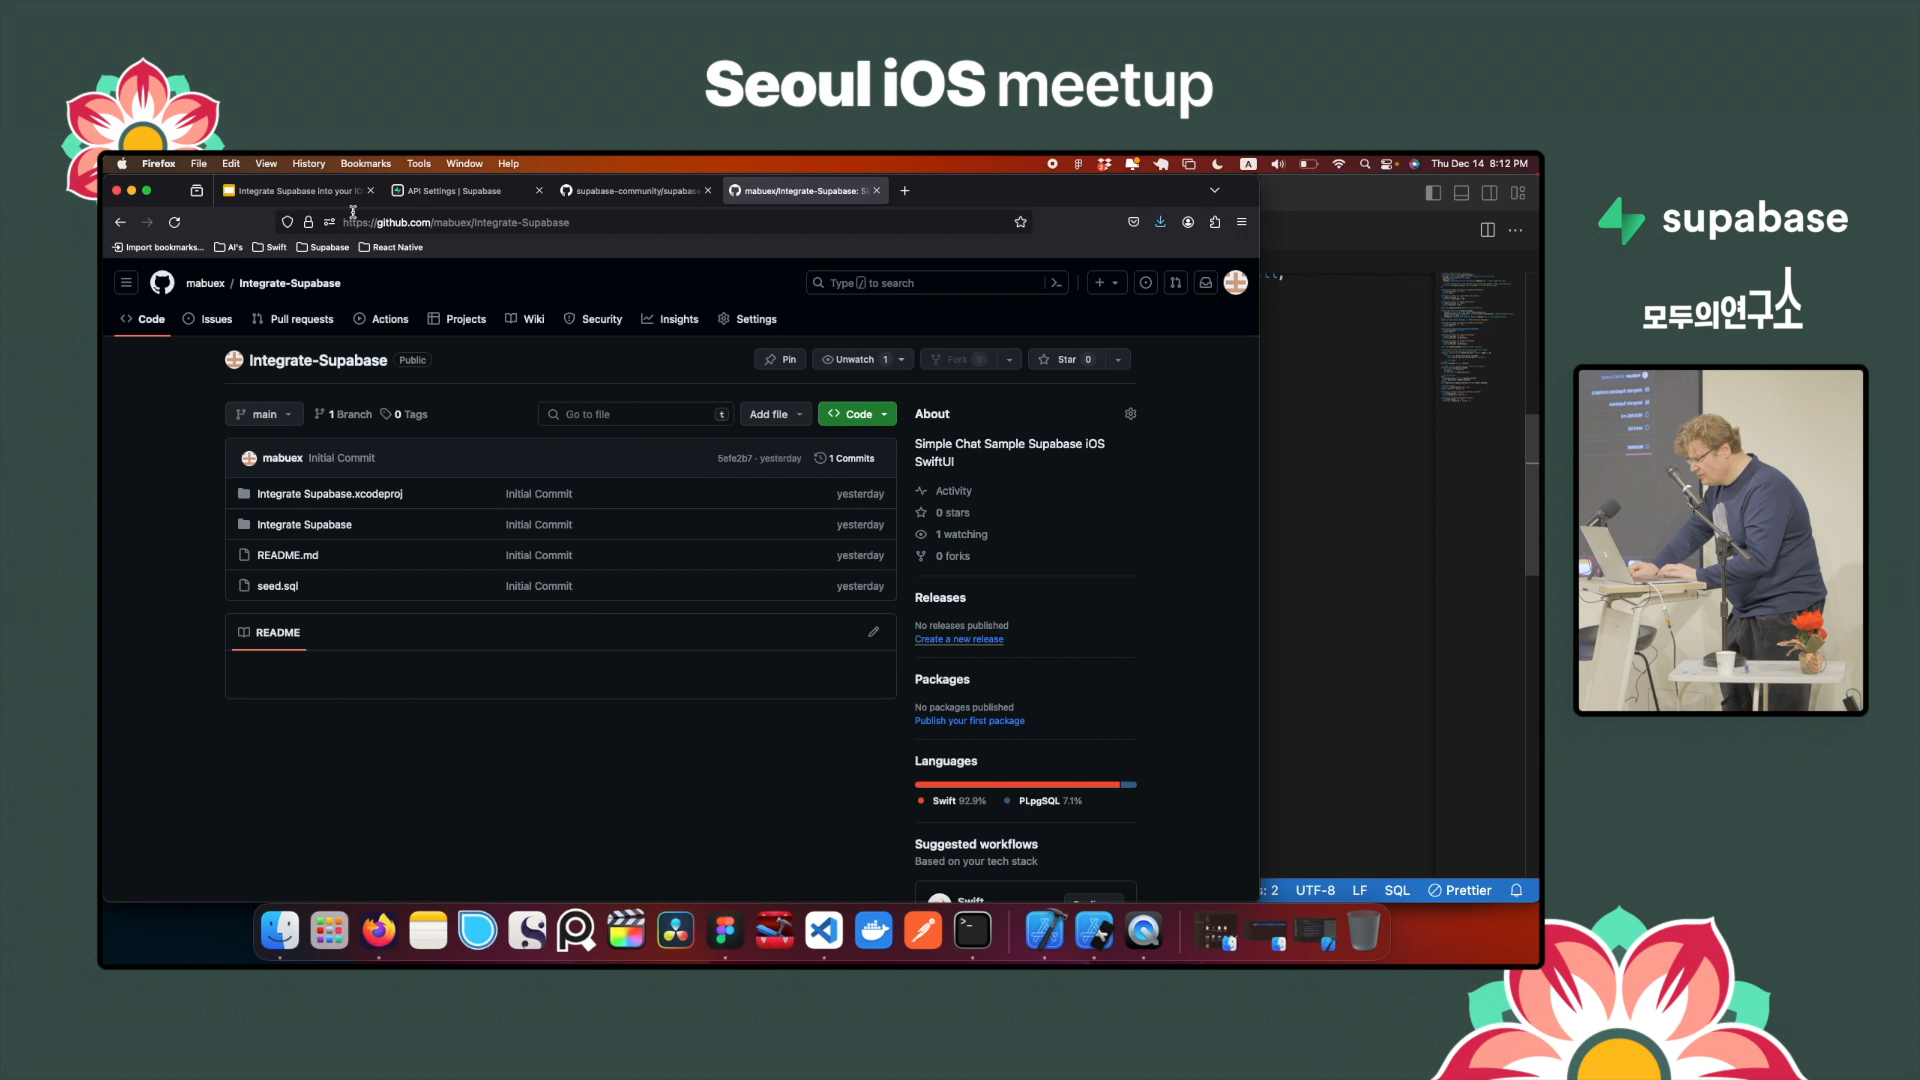 Seoul iOS meetup
Firefox File Edit View History Bookmarks Tools Window Help
A
Thu Dec 14 8:12 PM
Integrate Supabase into your iO
API Settings | Supabase
supabase-community/supabase
mabuex/Integrate-Supabase: Si
https://github.com/mabuex/Integrate-Supabase
Import bookmarks... AI's Swift Supabase React Native
mabuex / Integrate-Supabase
Type / to search
Code Issues Pull requests Actions Projects Wiki Security Insights Settings
Integrate-Supabase Public
Pin Unwatch 1 Fork 0 Star 0
main 1 Branch 0 Tags
Go to file t
Add file
Code
mabuex Initial Commit 5efe2b7 · yesterday 1 Commits
Integrate Supabase.xcodeproj Initial Commit yesterday
Integrate Supabase Initial Commit yesterday
README.md Initial Commit yesterday
seed.sql Initial Commit yesterday
README
About
Simple Chat Sample Supabase iOS
SwiftUI
Activity
0 stars
1 watching
0 forks
Releases
No releases published
Create a new release
Packages
No packages published
Publish your first package
Languages
Swift 92.9% PLpgSQL 7.1%
Suggested workflows
Based on your tech stack
Swift
: 2 UTF-8 LF SQL Prettier
supabase
모두의연구소